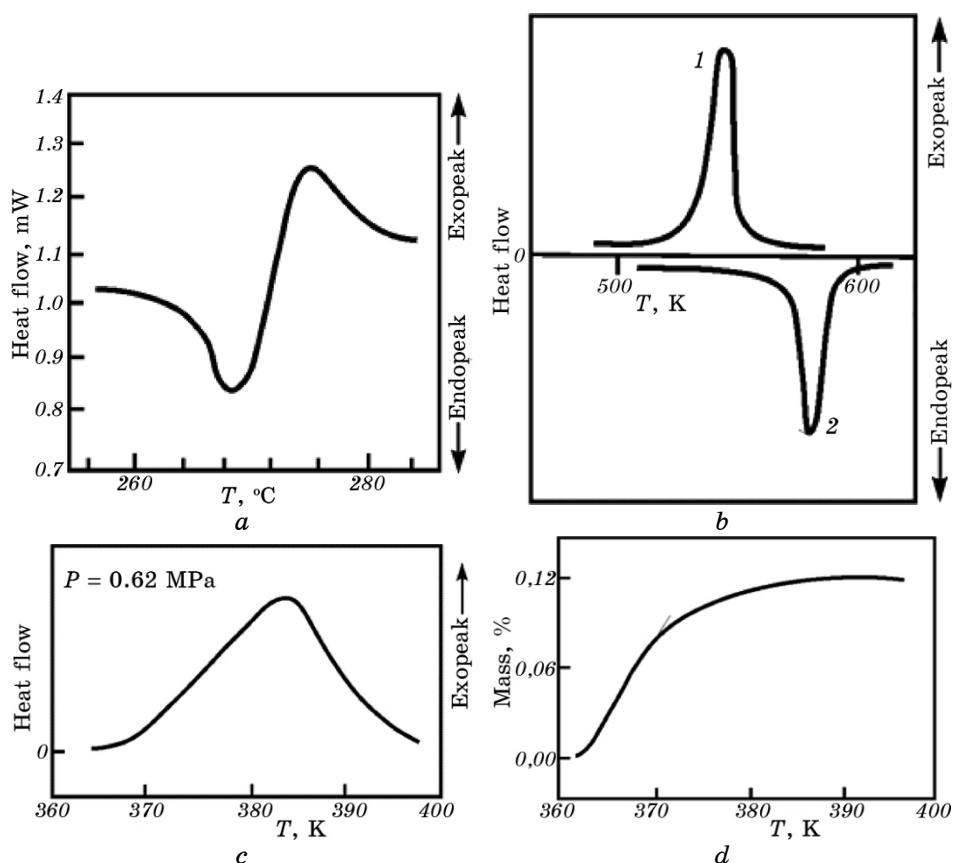 1.4
1.3
1.2
1.1
1.0
0.9
0.8
0.7
Heat flow, mW
260
280
T, ºC
Exopeak
Endopeak
a
1
0
Heat flow
500
T, K
600
2
Exopeak
Endopeak
b
P = 0.62 MPa
Heat flow
0
360
370
380
390
400
T, K
Exopeak
c
0,12
0,06
0,00
Mass, %
360
370
380
390
400
T, K
d